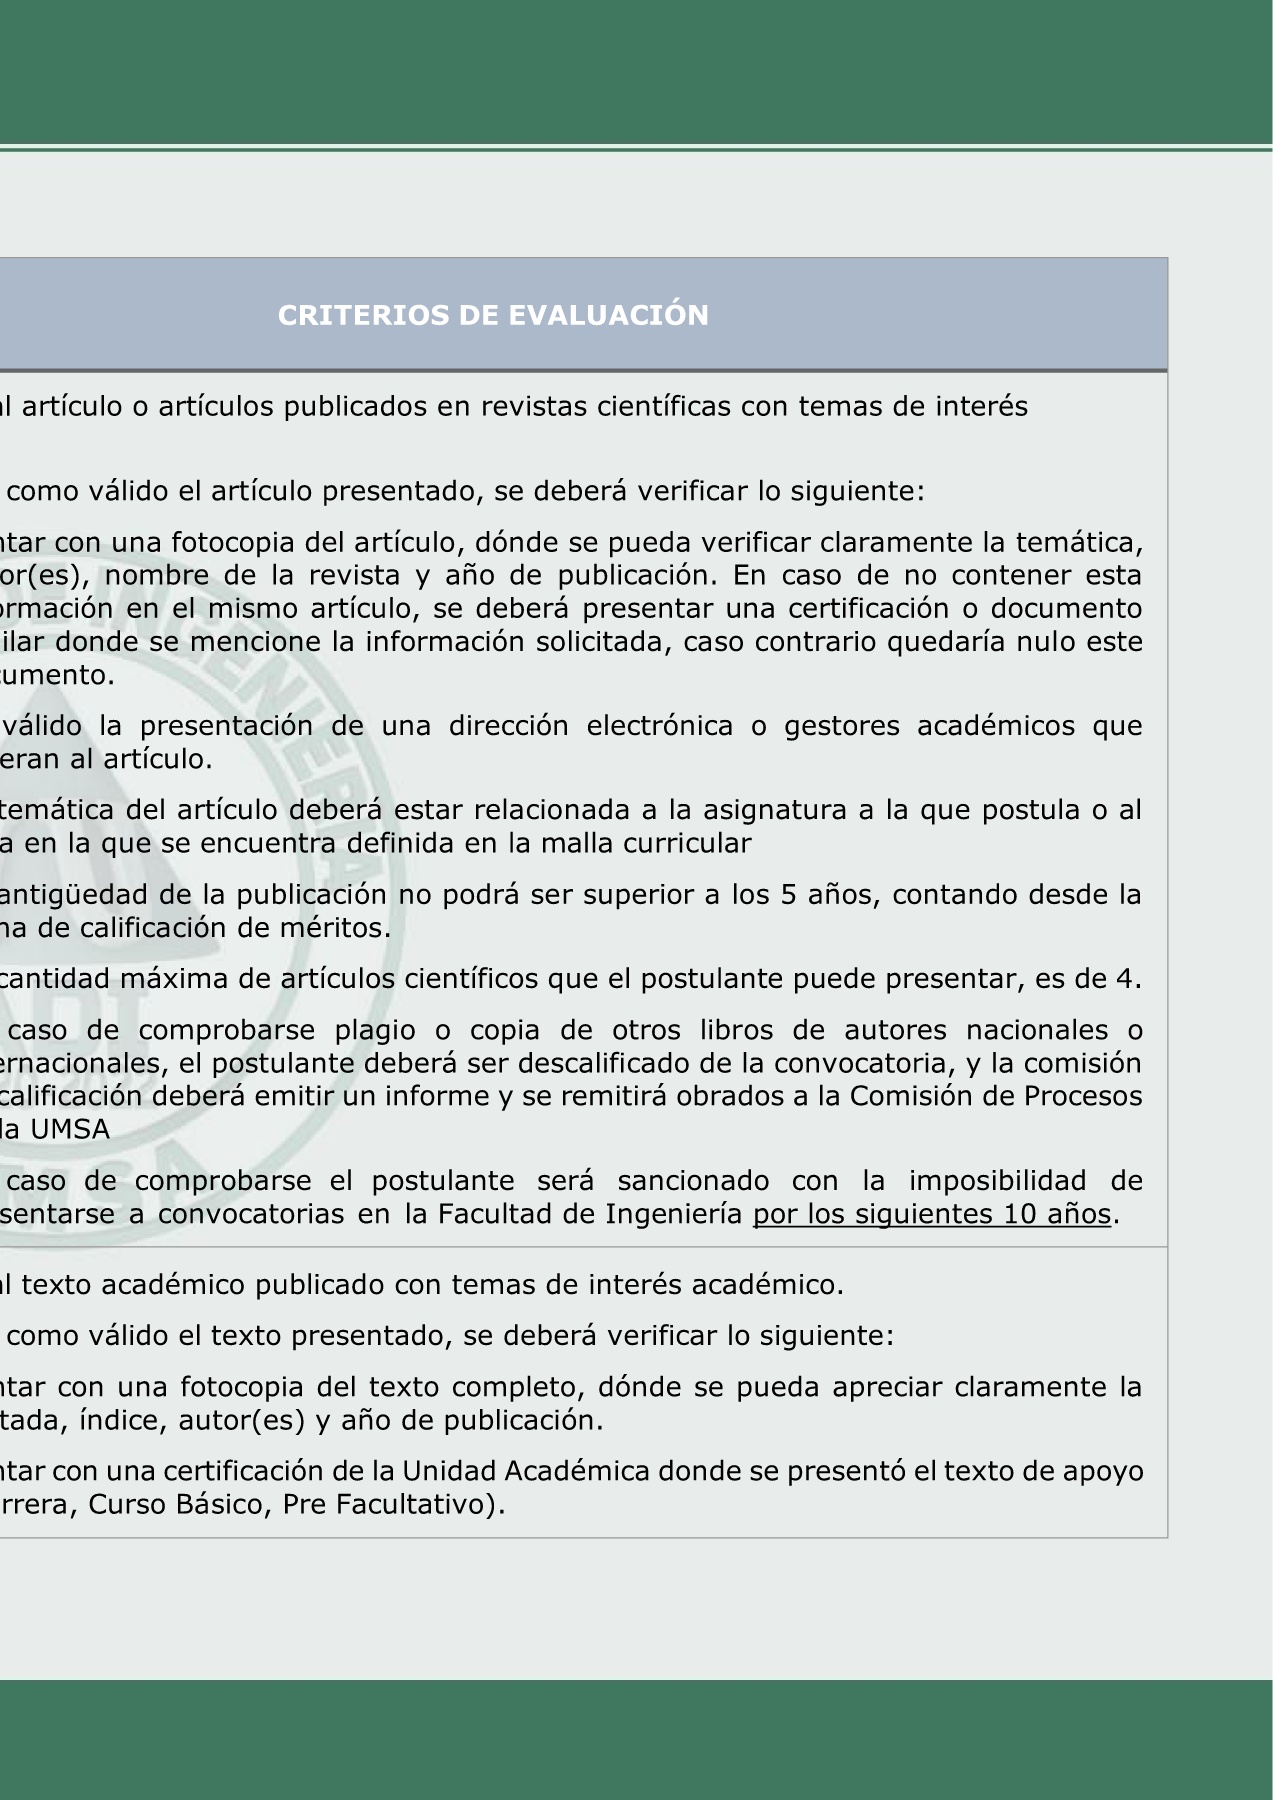 CRITERIOS DE EVALUACIÓN
al artículo o artículos publicados en revistas científicas con temas de interés
como válido el artículo presentado, se deberá verificar lo siguiente:
ntar con una fotocopia del artículo, dónde se pueda verificar claramente la temática,
or(es), nombre de la revista y año de publicación. En caso de no contener esta
ormación en el mismo artículo, se deberá presentar una certificación o documento
ilar donde se mencione la información solicitada, caso contrario quedaría nulo este
cumento.
válido la presentación de una dirección electrónica o gestores académicos que
eran al artículo.
temática del artículo deberá estar relacionada a la asignatura a la que postula o al
a en la que se encuentra definida en la malla curricular
antigüedad de la publicación no podrá ser superior a los 5 años, contando desde la
ha de calificación de méritos.
cantidad máxima de artículos científicos que el postulante puede presentar, es de 4.
caso de comprobarse plagio o copia de otros libros de autores nacionales o
ernacionales, el postulante deberá ser descalificado de la convocatoria, y la comisión
calificación deberá emitir un informe y se remitirá obrados a la Comisión de Procesos
la UMSA
caso de comprobarse el postulante será sancionado con la imposibilidad de
sentarse a convocatorias en la Facultad de Ingeniería por los siguientes 10 años.
al texto académico publicado con temas de interés académico.
como válido el texto presentado, se deberá verificar lo siguiente:
ntar con una fotocopia del texto completo, dónde se pueda apreciar claramente la
tada, índice, autor(es) y año de publicación.
ntar con una certificación de la Unidad Académica donde se presentó el texto de apoyo
rrera, Curso Básico, Pre Facultativo).
DE INGENIERIA
ADI
20-2022
UMSA